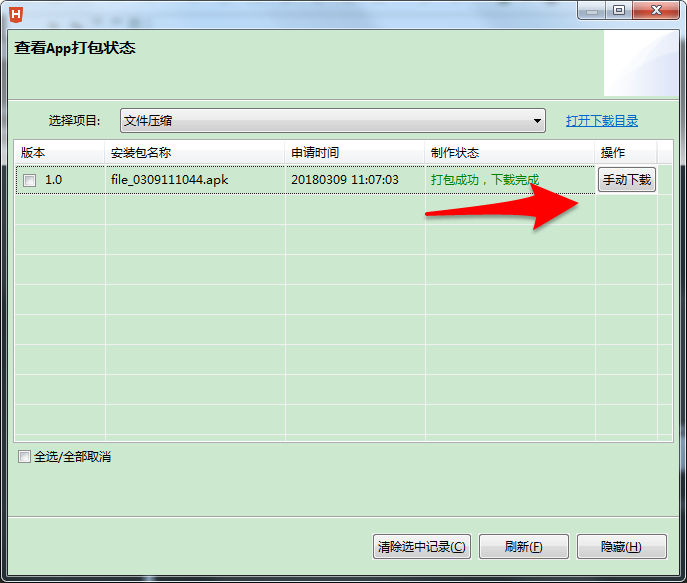 查看App打包状态
选择项目: 文件压缩 打开下载目录
版本 安装包名称 申请时间 制作状态 操作
1.0 file_0309111044.apk 20180309 11:07:03 打包成功，下载完成 手动下载
全选/全部取消
清除选中记录(C) 刷新(F) 隐藏(H)